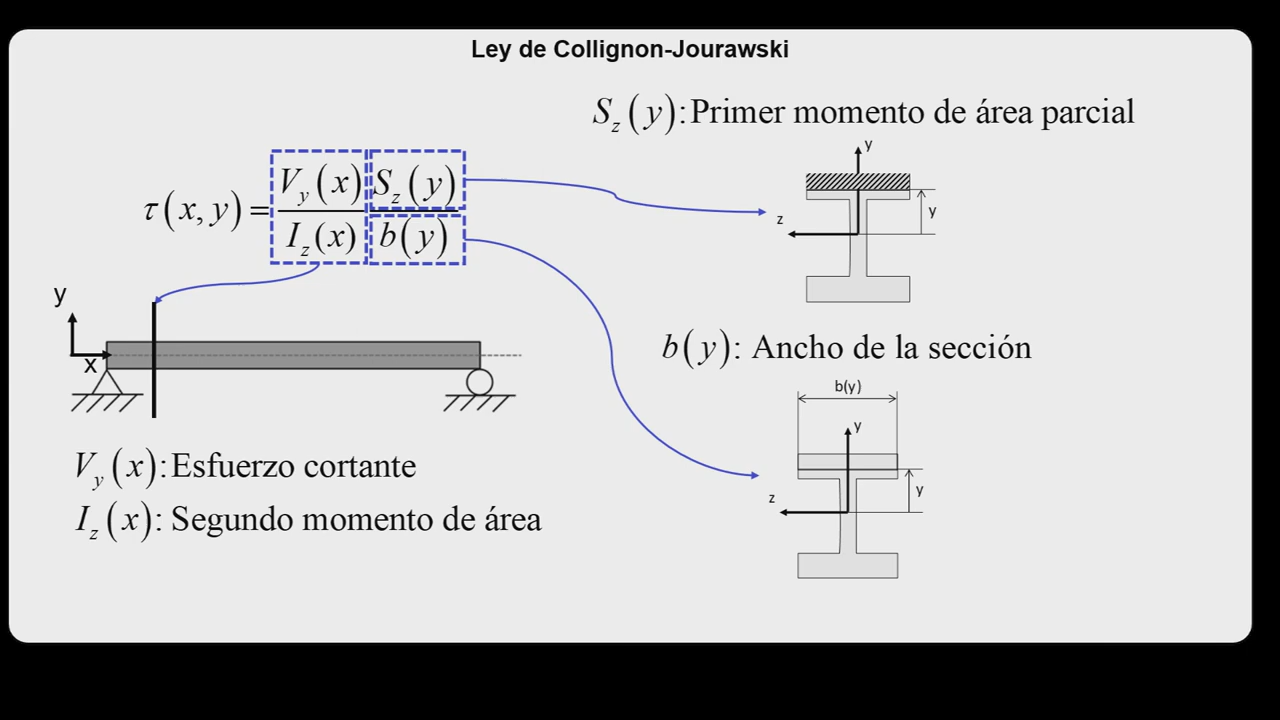 Ley de Collignon-Jourawski
S_z(y): Primer momento de área parcial
τ(x, y) = V_y(x) S_z(y) / I_z(x) b(y)
y
z
y
y
x
b(y): Ancho de la sección
b(y)
y
z
y
V_y(x): Esfuerzo cortante
I_z(x): Segundo momento de área